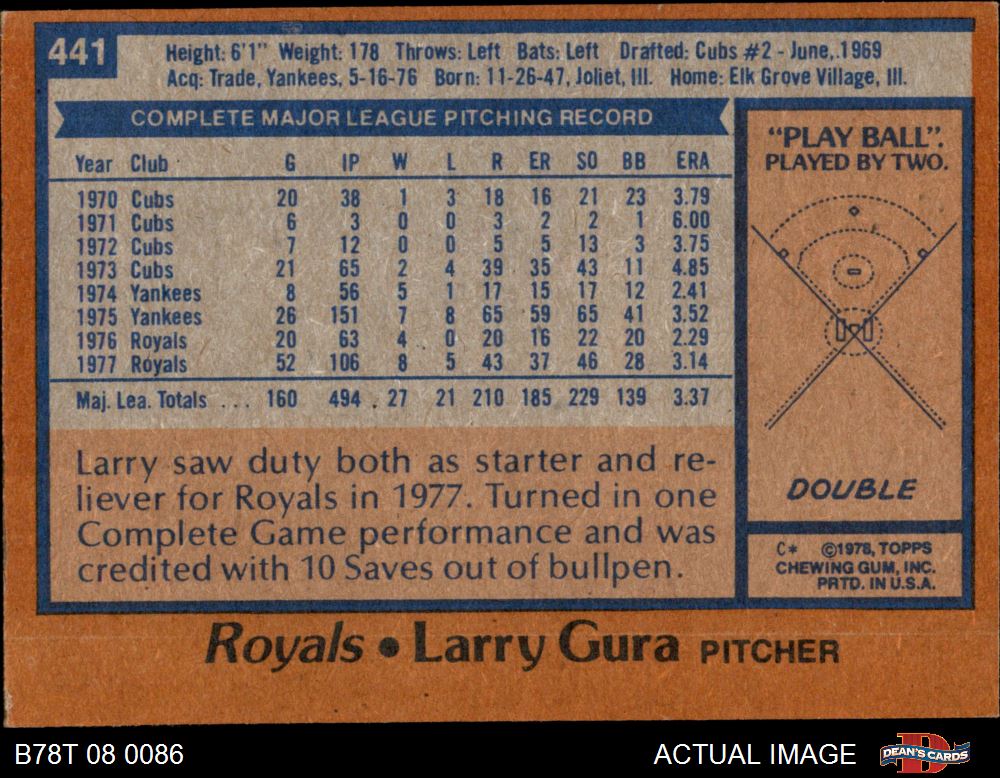 441
Height: 6'1" Weight: 178 Throws: Left Bats: Left Drafted: Cubs #2 - June, 1969
Acq: Trade, Yankees, 5-16-76 Born: 11-26-47, Joliet, Ill. Home: Elk Grove Village, Ill.
COMPLETE MAJOR LEAGUE PITCHING RECORD
Year Club G IP W L R ER SO BB ERA
1970 Cubs 20 38 1 3 18 16 21 23 3.79
1971 Cubs 6 3 0 0 3 2 2 1 6.00
1972 Cubs 7 12 0 0 5 5 13 3 3.75
1973 Cubs 21 65 2 4 39 35 43 11 4.85
1974 Yankees 8 56 5 1 17 15 17 12 2.41
1975 Yankees 26 151 7 8 65 59 65 41 3.52
1976 Royals 20 63 4 0 20 16 22 20 2.29
1977 Royals 52 106 8 5 43 37 46 28 3.14
Maj. Lea. Totals ... 160 494 27 21 210 185 229 139 3.37
Larry saw duty both as starter and re-
liever for Royals in 1977. Turned in one
Complete Game performance and was
credited with 10 Saves out of bullpen.
"PLAY BALL".
PLAYED BY TWO.
DOUBLE
C* ©1978, TOPPS
CHEWING GUM, INC.
PRTD. IN U.S.A.
Royals • Larry Gura PITCHER
B78T 08 0086
ACTUAL IMAGE
DEAN'S CARDS